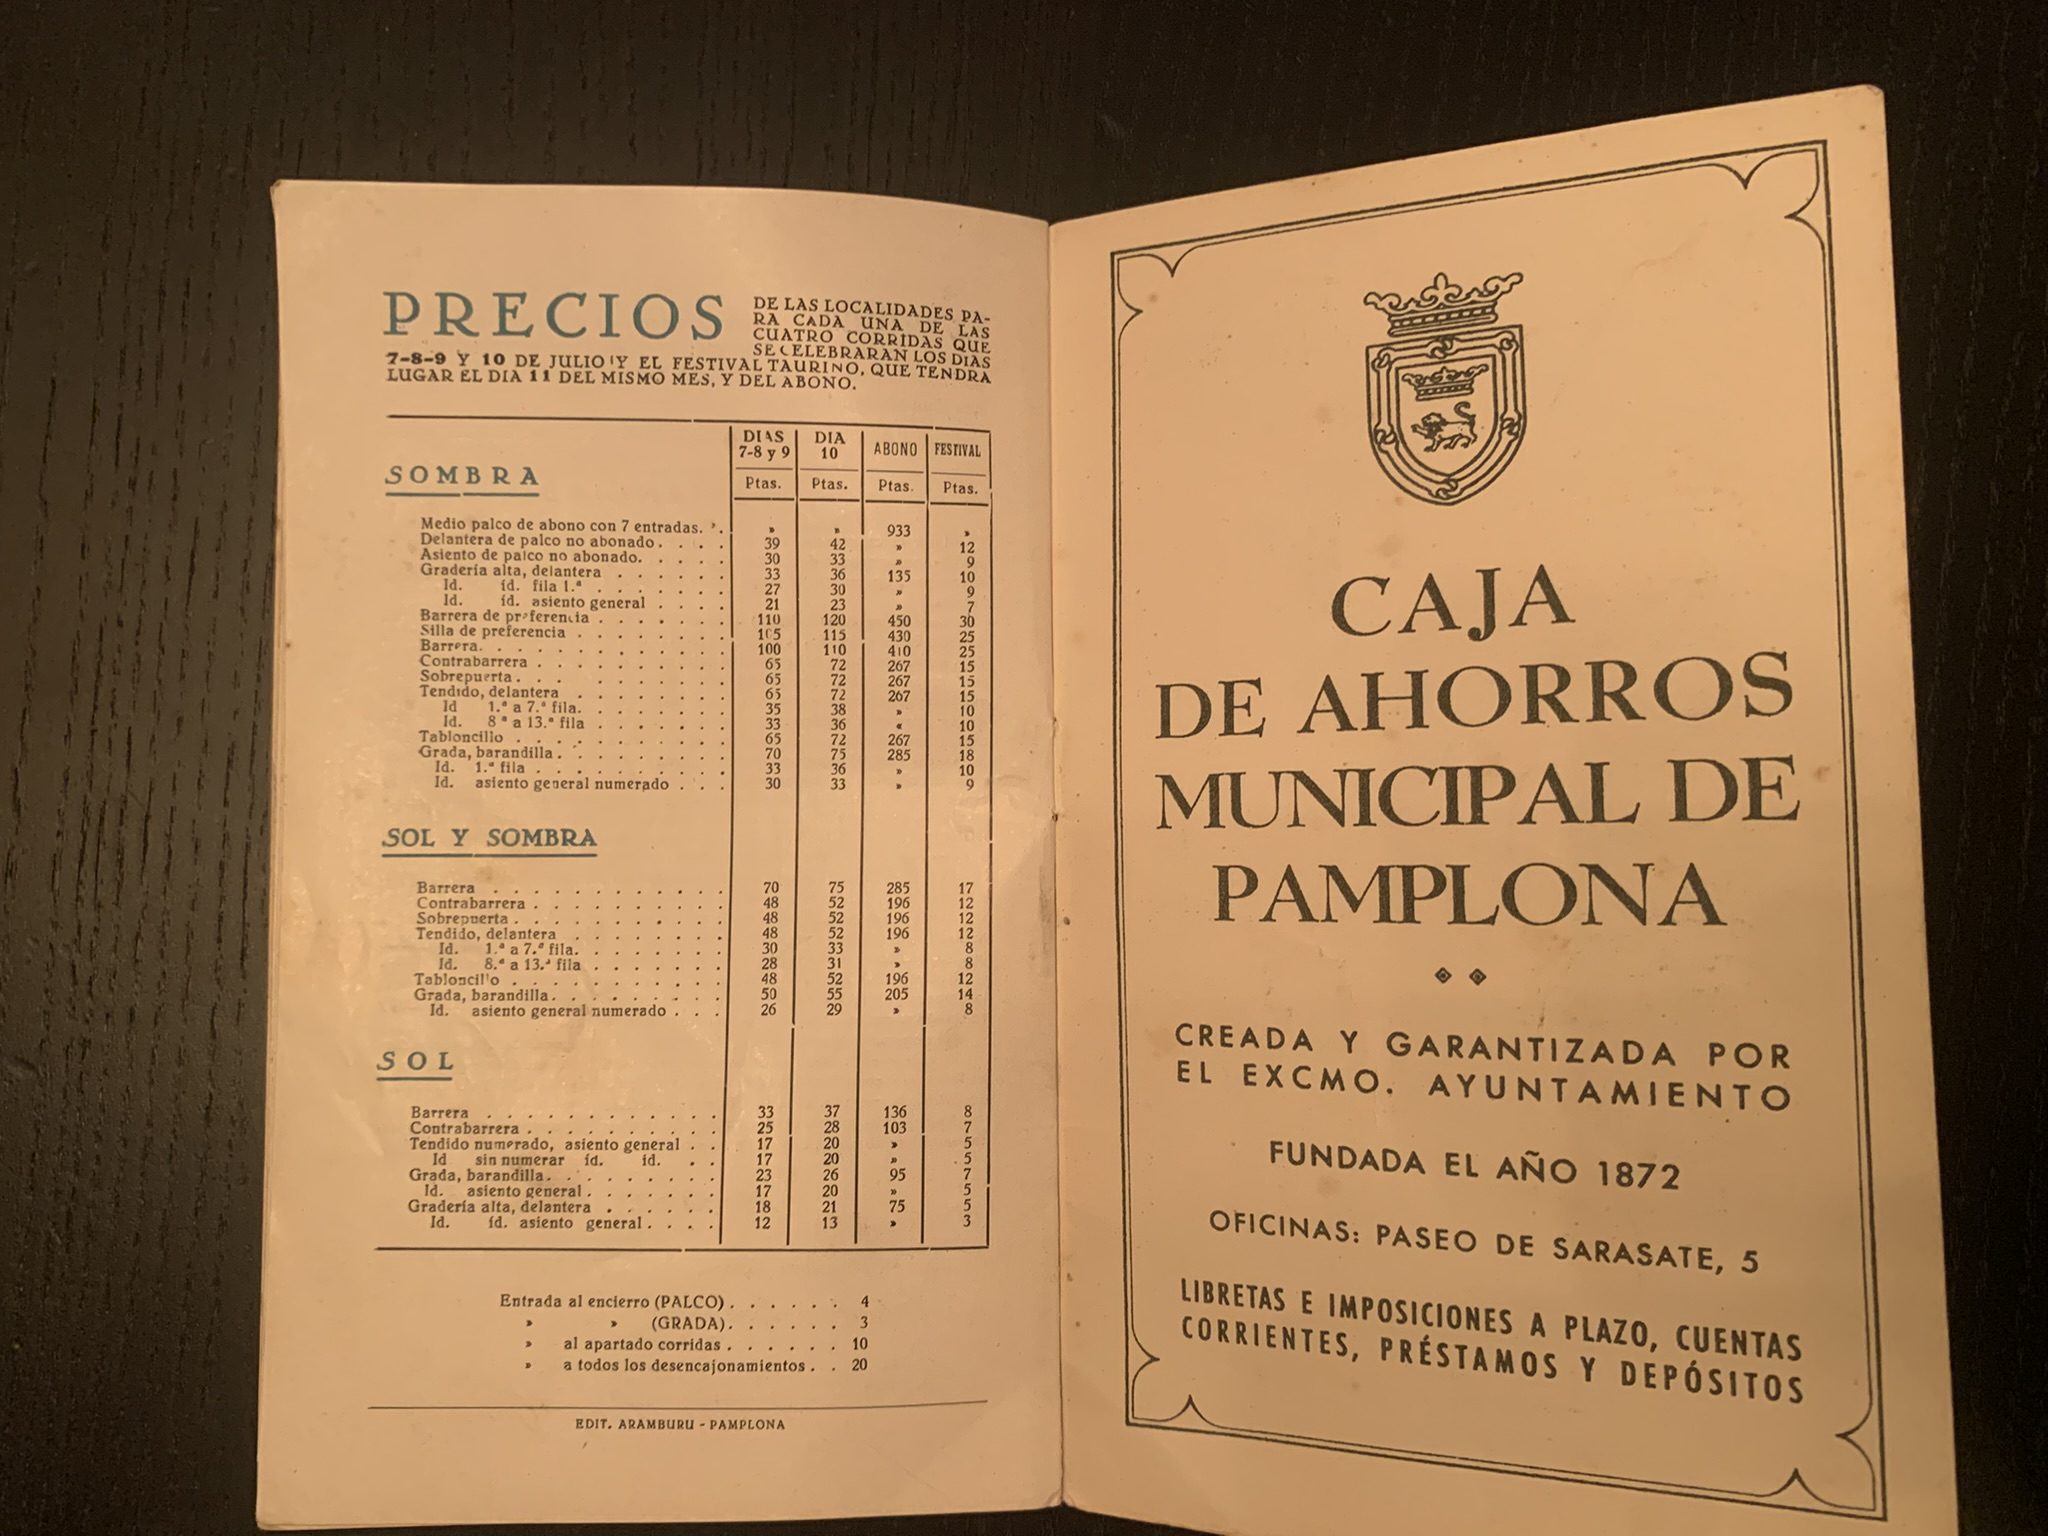 PRECIOS
DE LAS LOCALIDADES PA-
RA CADA UNA DE LAS
CUATRO CORRIDAS QUE
SE CELEBRARAN LOS DIAS
7-8-9 Y 10 DE JULIO Y EL FESTIVAL TAURINO, QUE TENDRA
LUGAR EL DIA 11 DEL MISMO MES, Y DEL ABONO.
DIAS 7-8 y 9 DIA 10 ABONO FESTIVAL
SOMBRA
Ptas. Ptas. Ptas. Ptas.
Medio palco de abono con 7 entradas. . » » 933 »
Delantera de palco no abonado . . . . 39 42 » 12
Asiento de palco no abonado. . . . . 30 33 » 9
Gradería alta, delantera . . . . . . 33 36 135 10
Id. íd. fila 1.ª . . . . . . . 27 30 » 9
Id. íd. asiento general . . . . 21 23 » 7
Barrera de preferencia . . . . . . . 110 120 450 30
Silla de preferencia . . . . . . . . 105 115 430 25
Barrera. . . . . . . . . . . . . 100 110 410 25
Contrabarrera . . . . . . . . . . 65 72 267 15
Sobrepuerta . . . . . . . . . . 65 72 267 15
Tendido, delantera . . . . . . . . 65 72 267 15
Id 1.ª a 7.ª fila. . . . . . . . 35 38 » 10
Id. 8ª a 13.ª fila . . . . . . . 33 36 « 10
Tabloncillo . . . . . . . . . . . 65 72 267 15
Grada, barandilla . . . . . . . . . 70 75 285 18
Id. 1.ª fila . . . . . . . . . . 33 36 » 10
Id. asiento general numerado . . . 30 33 » 9
SOL Y SOMBRA
Barrera . . . . . . . . . . . . 70 75 285 17
Contrabarrera . . . . . . . . . . 48 52 196 12
Sobrepuerta . . . . . . . . . . . 48 52 196 12
Tendido, delantera . . . . . . . . 48 52 196 12
Id. 1.ª a 7.ª fila. . . . . . . . 30 33 » 8
Id. 8.ª a 13.ª fila . . . . . . . 28 31 » 8
Tabloncillo . . . . . . . . . . . 48 52 196 12
Grada, barandilla . . . . . . . . . 50 55 205 14
Id. asiento general numerado . . . 26 29 » 8
SOL
Barrera . . . . . . . . . . . . 33 37 136 8
Contrabarrera . . . . . . . . . . 25 28 103 7
Tendido numerado, asiento general . . 17 20 » 5
Id sin numerar íd. íd. . . 17 20 » 5
Grada, barandilla . . . . . . . . . 23 26 95 7
Id. asiento general . . . . . . . 17 20 » 5
Gradería alta, delantera . . . . . . 18 21 75 5
Id. íd. asiento general . . . . 12 13 » 3
Entrada al encierro (PALCO) . . . . . . 4
» » (GRADA) . . . . . . 3
» al apartado corridas . . . . . . 10
» a todos los desencajonamientos . . 20
EDIT. ARAMBURU - PAMPLONA
CAJA
DE AHORROS
MUNICIPAL DE
PAMPLONA
CREADA Y GARANTIZADA POR
EL EXCMO. AYUNTAMIENTO
FUNDADA EL AÑO 1872
OFICINAS: PASEO DE SARASATE, 5
LIBRETAS E IMPOSICIONES A PLAZO, CUENTAS
CORRIENTES, PRÉSTAMOS Y DEPÓSITOS